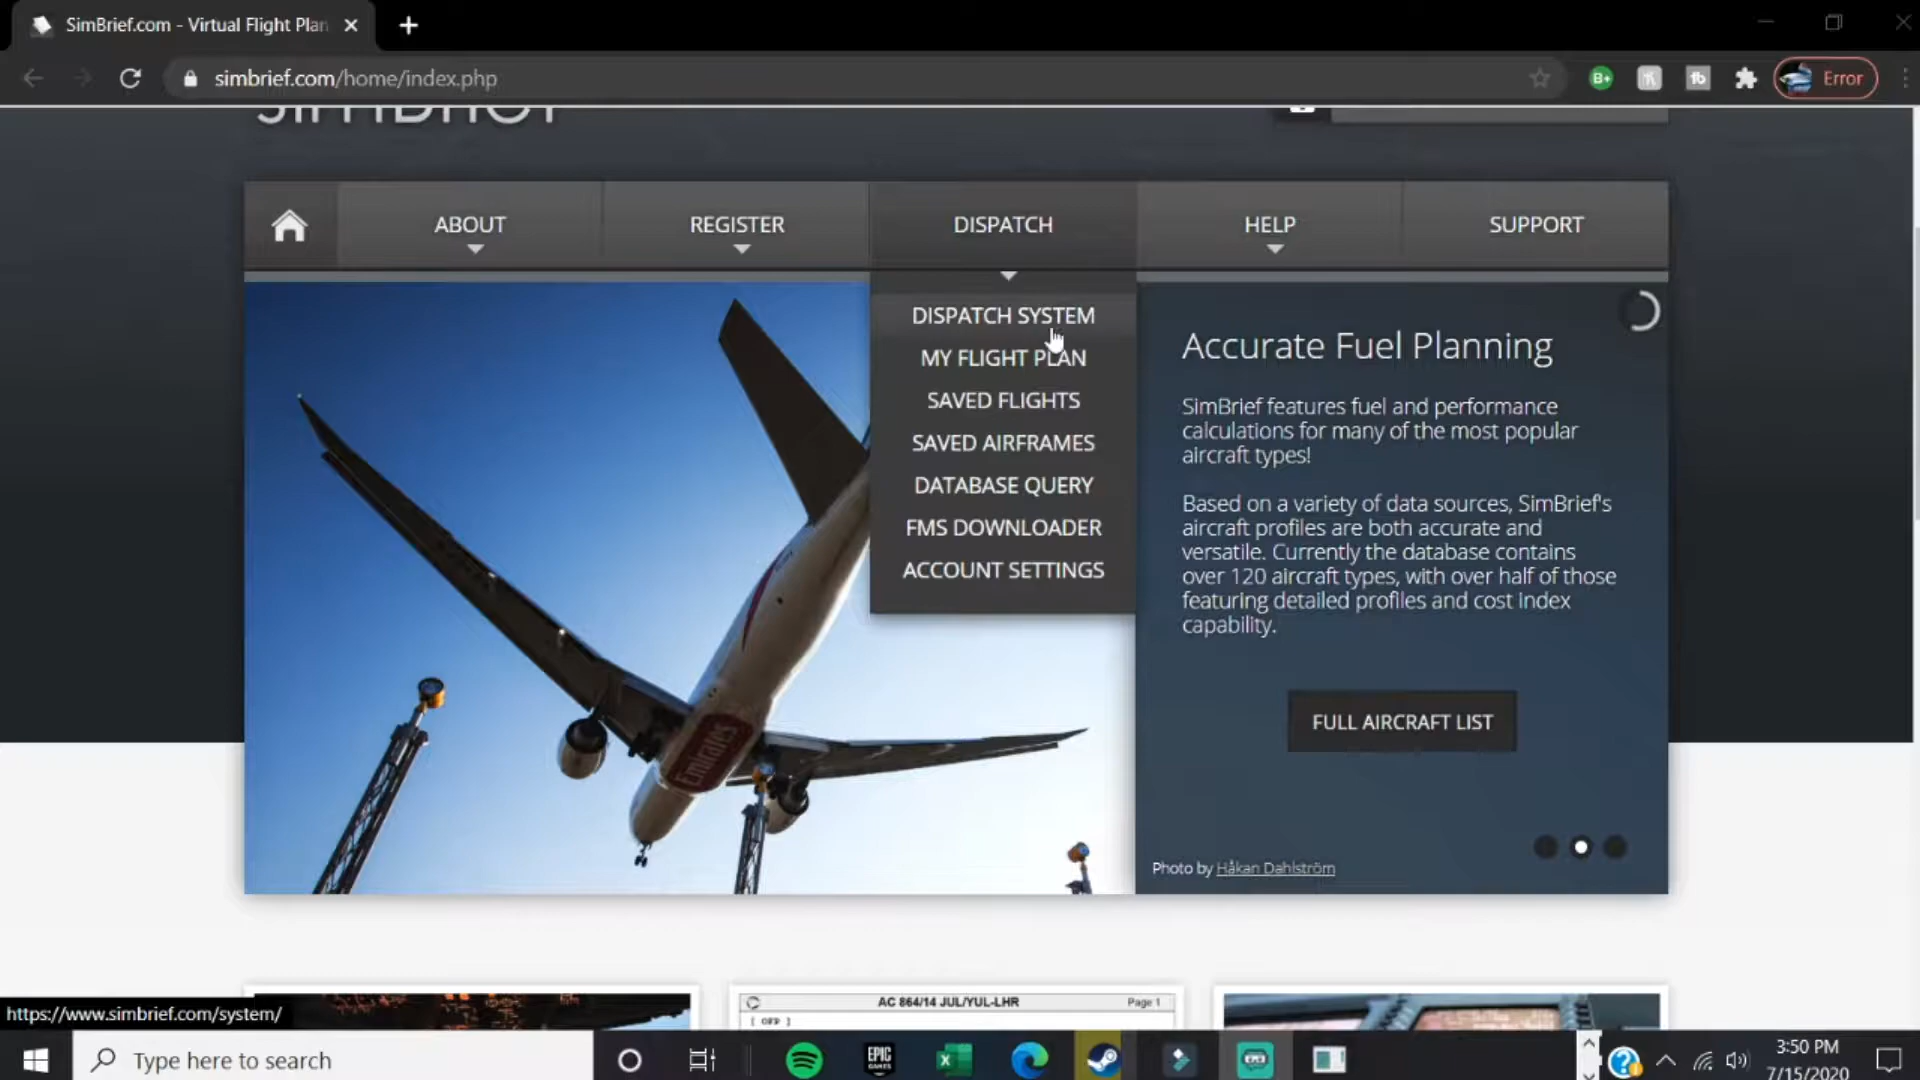 SimBrief.com - Virtual Flight Plan
simbrief.com/home/index.php
B+
Error
SIMBRIEF
ABOUT
REGISTER
DISPATCH
HELP
SUPPORT
DISPATCH SYSTEM
MY FLIGHT PLAN
SAVED FLIGHTS
SAVED AIRFRAMES
DATABASE QUERY
FMS DOWNLOADER
ACCOUNT SETTINGS
Accurate Fuel Planning
SimBrief features fuel and performance
calculations for many of the most popular
aircraft types!
Based on a variety of data sources, SimBrief's
aircraft profiles are both accurate and
versatile. Currently the database contains
over 120 aircraft types, with over half of those
featuring detailed profiles and cost index
capability.
FULL AIRCRAFT LIST
Emirates
Photo by Håkan Dahlström
https://www.simbrief.com/system/
AC 864/14 JUL/YUL-LHR
Page 1
[ OFP ]
Type here to search
EPIC
GAMES
3:50 PM
7/15/2020